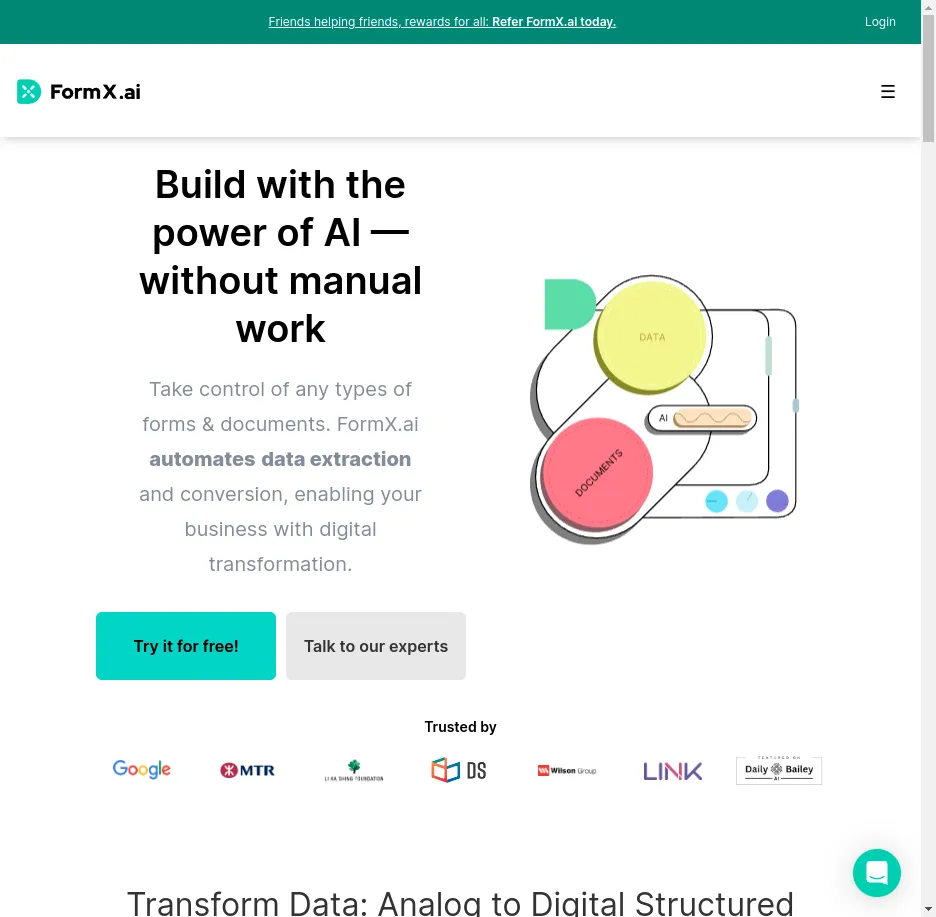 Friends helping friends, rewards for all: Refer FormX.ai today.
Login
FormX.ai
Build with the
power of AI —
without manual
work
Take control of any types of
forms & documents. FormX.ai
automates data extraction
and conversion, enabling your
business with digital
transformation.
DATA
AI
DOCUMENTS
Try it for free!
Talk to our experts
Trusted by
Google
MTR
LI KA SHING FOUNDATION
DS
Wilson Group
LINK
FEATURED ON
Daily Bailey
AI
Transform Data: Analog to Digital Structured